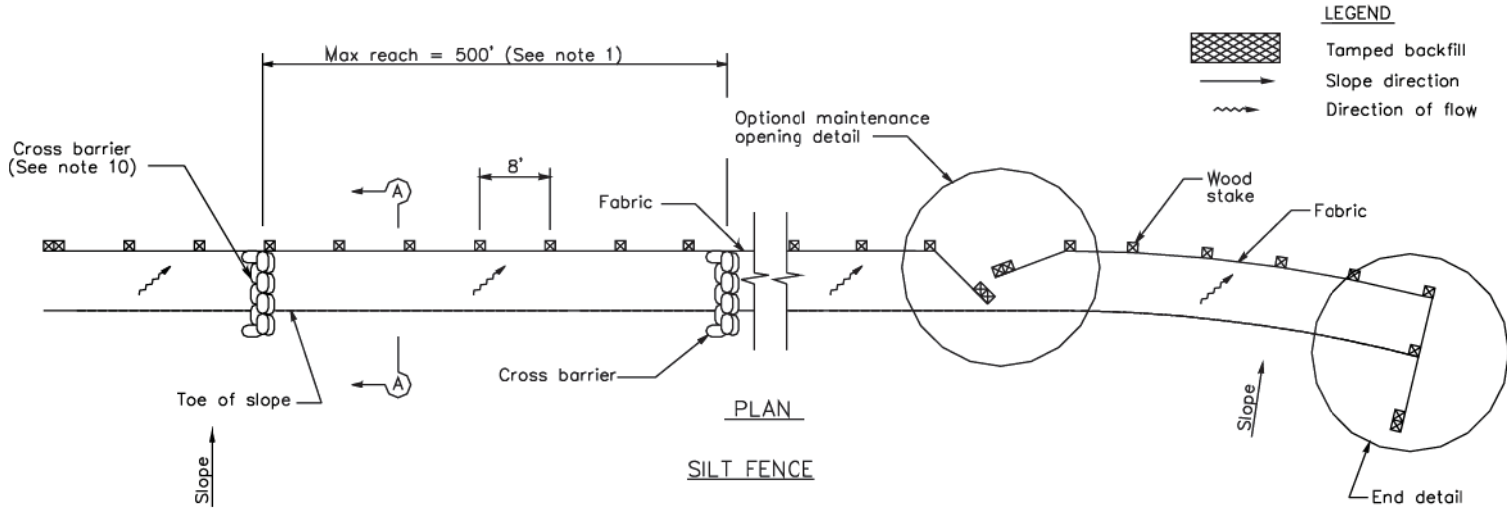 LEGEND
Tamped backfill
Slope direction
Direction of flow
Max reach = 500' (See note 1)
Optional maintenance
opening detail
Cross barrier
(See note 10)
8'
A
Wood
stake
Fabric
Fabric
Cross barrier
A
Toe of slope
PLAN
Slope
SILT FENCE
Slope
End detail